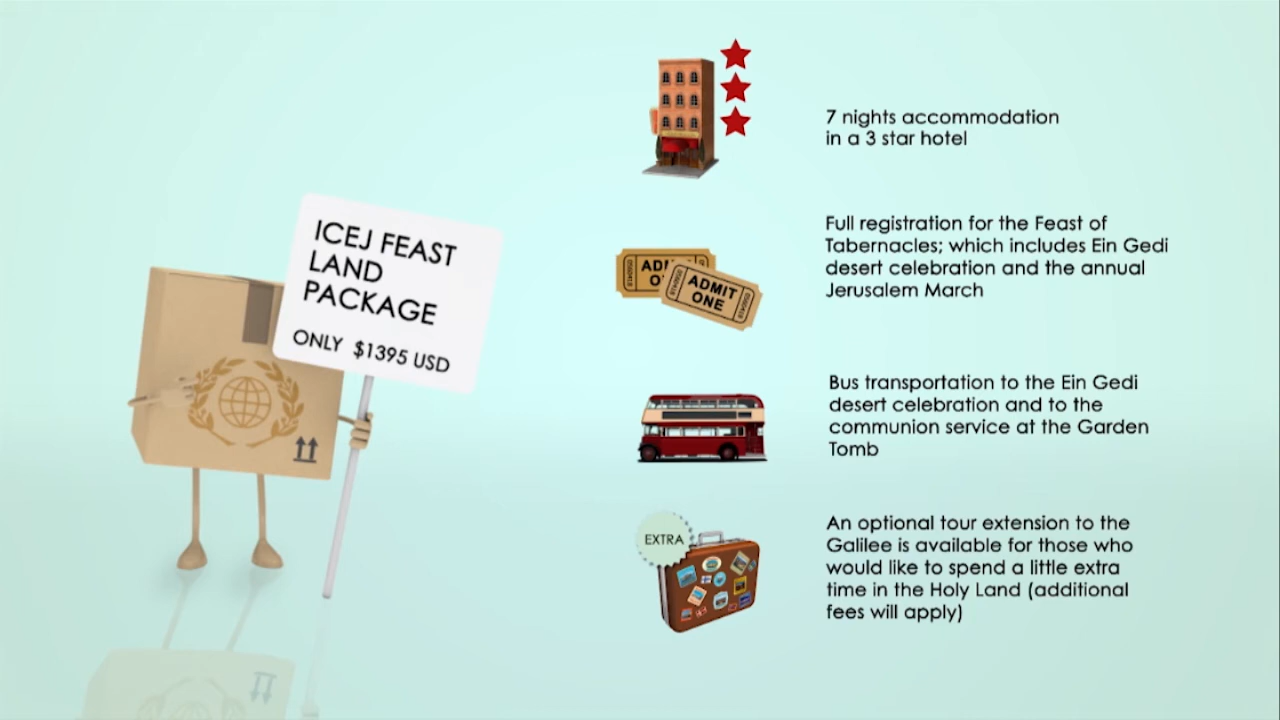 ICEJ FEAST
LAND
PACKAGE
ONLY $1395 USD
7 nights accommodation
in a 3 star hotel
ADMIT
ONE
Full registration for the Feast of
Tabernacles; which includes Ein Gedi
desert celebration and the annual
Jerusalem March
Bus transportation to the Ein Gedi
desert celebration and to the
communion service at the Garden
Tomb
EXTRA
An optional tour extension to the
Galilee is available for those who
would like to spend a little extra
time in the Holy Land (additional
fees will apply)